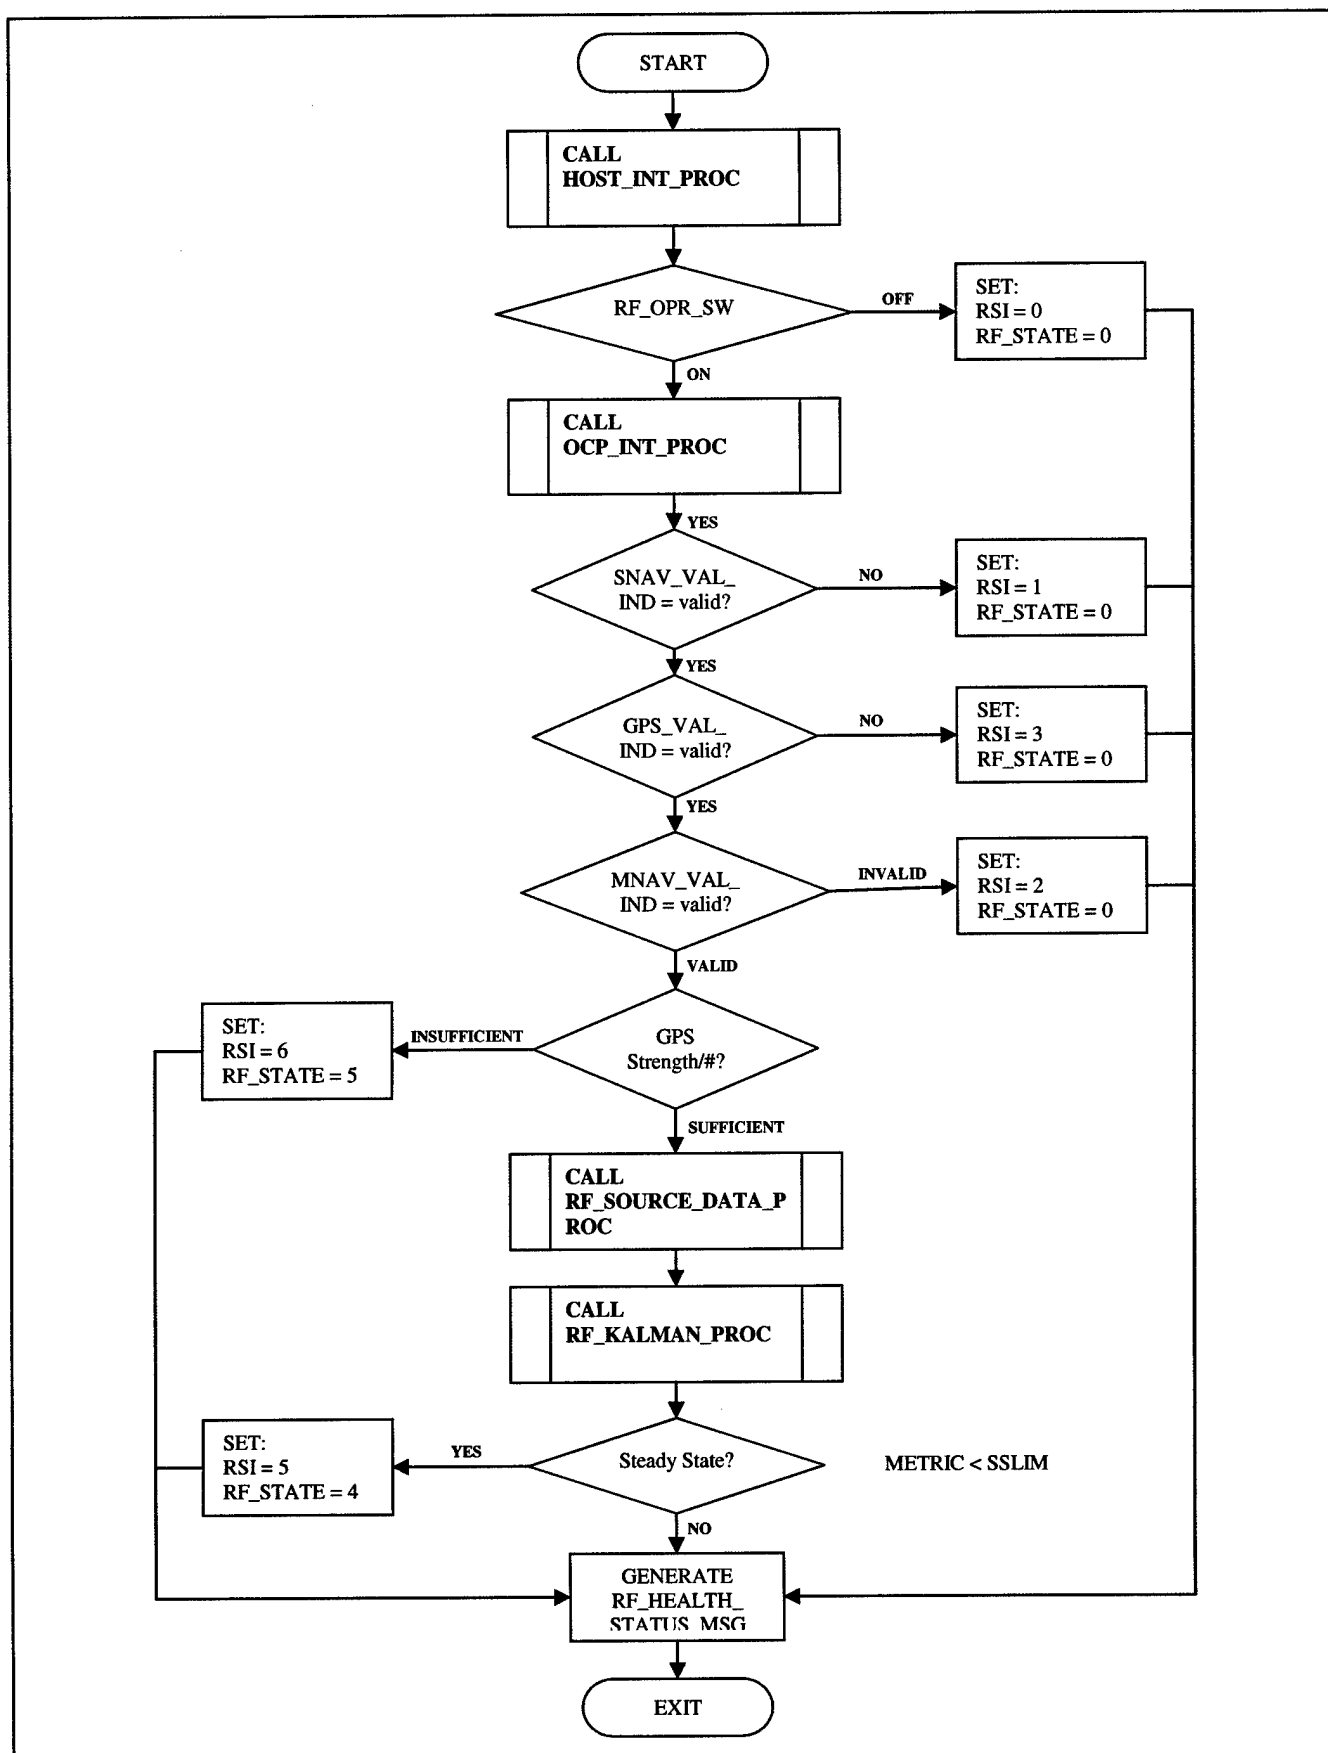 START
CALL
HOST_INT_PROC
RF_OPR_SW
OFF
SET:
RSI = 0
RF_STATE = 0
ON
CALL
OCP_INT_PROC
YES
SNAV_VAL_
IND = valid?
NO
SET:
RSI = 1
RF_STATE = 0
YES
GPS_VAL_
IND = valid?
NO
SET:
RSI = 3
RF_STATE = 0
YES
MNAV_VAL_
IND = valid?
INVALID
SET:
RSI = 2
RF_STATE = 0
VALID
GPS
Strength/#?
INSUFFICIENT
SET:
RSI = 6
RF_STATE = 5
SUFFICIENT
CALL
RF_SOURCE_DATA_P
ROC
CALL
RF_KALMAN_PROC
Steady State?
METRIC < SSLIM
YES
SET:
RSI = 5
RF_STATE = 4
NO
GENERATE
RF_HEALTH_
STATUS_MSG
EXIT